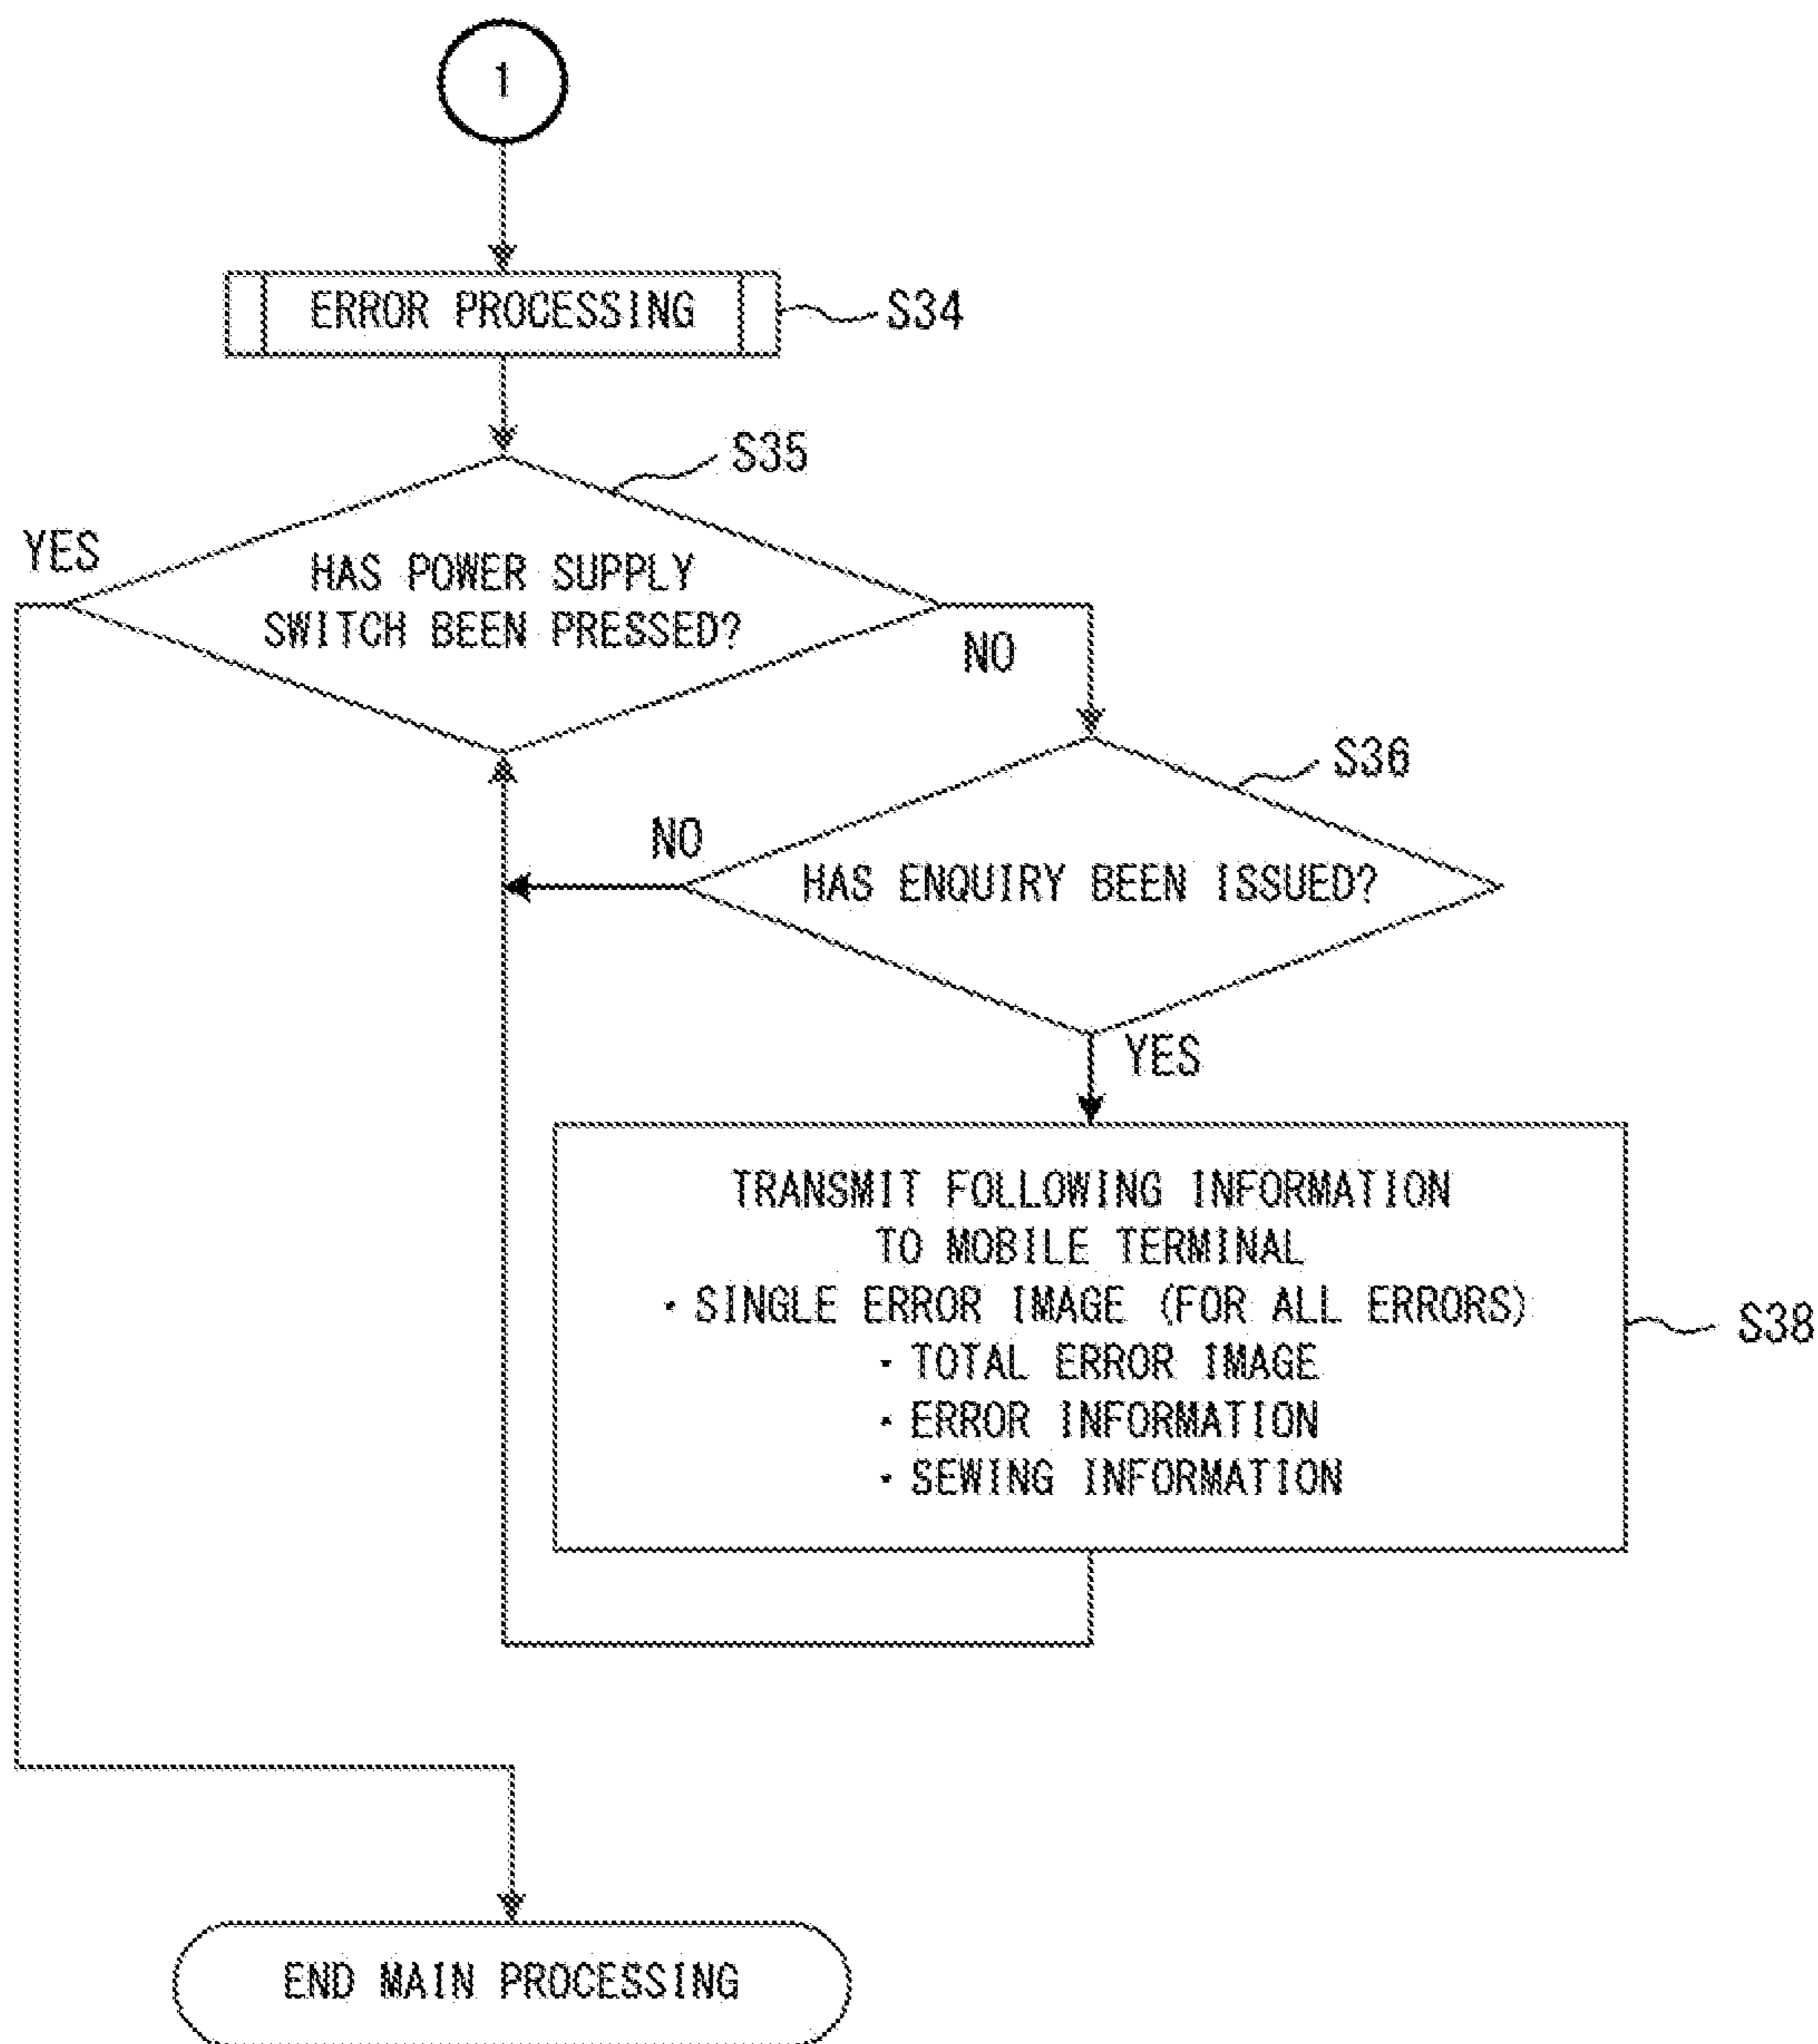 1
ERROR PROCESSING
S34
S35
YES
HAS POWER SUPPLY
SWITCH BEEN PRESSED?
NO
S36
NO
HAS ENQUIRY BEEN ISSUED?
YES
TRANSMIT FOLLOWING INFORMATION
TO MOBILE TERMINAL
・SINGLE ERROR IMAGE (FOR ALL ERRORS)
・TOTAL ERROR IMAGE
・ERROR INFORMATION
・SEWING INFORMATION
S38
END MAIN PROCESSING